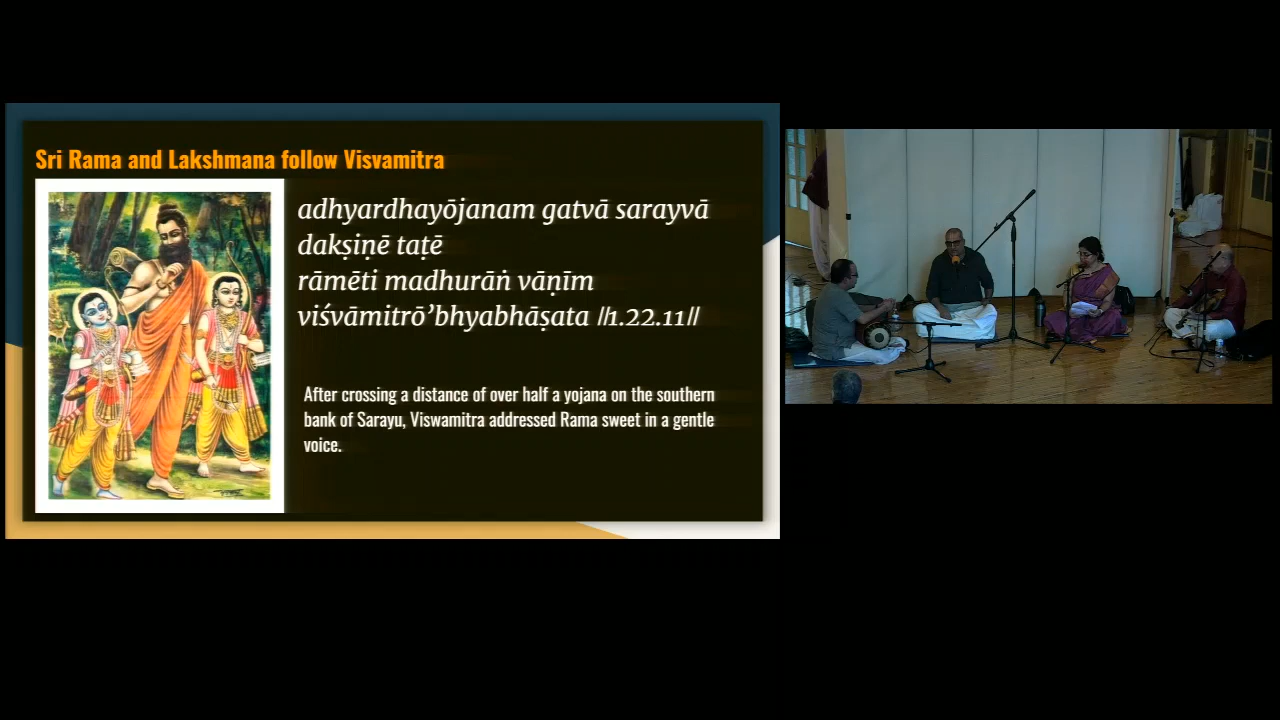 Sri Rama and Lakshmana follow Visvamitra
adhyardhayōjanam gatvā sarayvā
dakṣiṇē taṭē
rāmēti madhurāṅ vāṇīm
viśvāmitrō’bhyabhāṣata //1.22.11//
After crossing a distance of over half a yojana on the southern
bank of Sarayu, Viswamitra addressed Rama sweet in a gentle
voice.